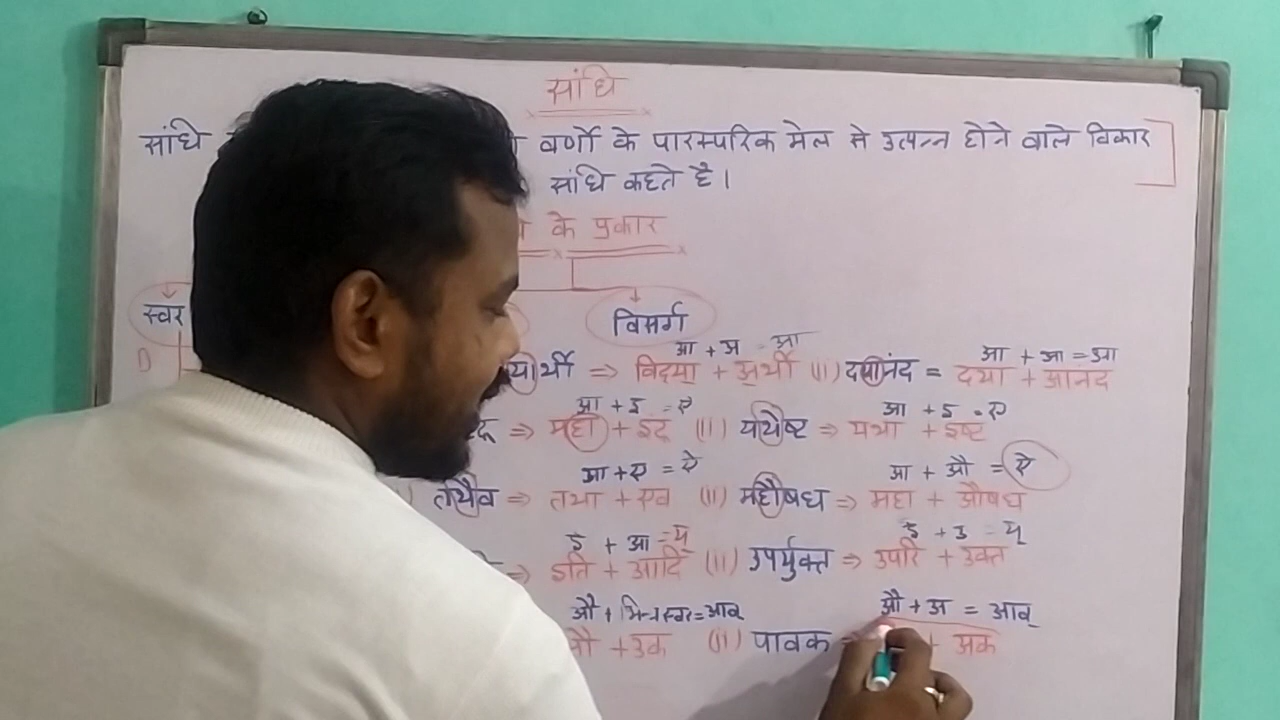 सांधि
सांधि वर्णो के पारस्परिक मेल से उत्पन्न होने वाले विकार
सांधि कहते है।
के प्रकार
स्वर विसर्ग
आ + अ = आ आ + आ = आ
यार्थी ⇒ विद्या + अर्थी (ii) दयानंद = दया + आनंद
आ + इ = ए आ + इ = ए
⇒ महा + इंद्र (ii) यथेष्ट ⇒ यथा + इष्ट
आ + ए = ऐ आ + औ = ऐ
तथैव ⇒ तथा + एव (ii) महौषध ⇒ महा + औषध
इ + आ = य् इ + उ = य्
⇒ इति + आदि (ii) उपर्युक्त ⇒ उपरि + उक्त
औ + भिन्न स्वर = आव् औ + अ = आव्
+ उक (ii) पावक + अक